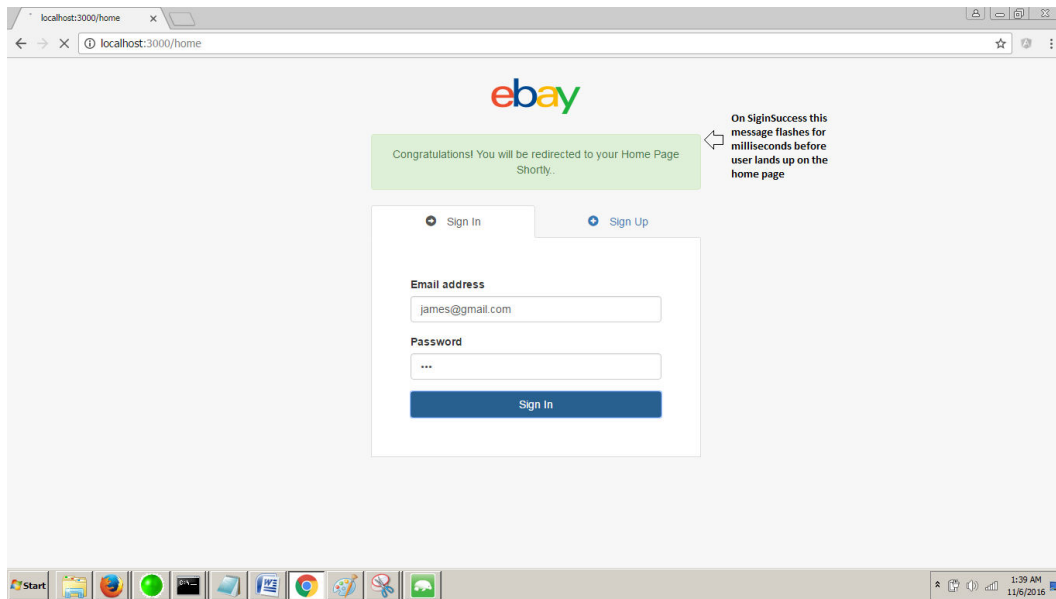 localhost:3000/home
localhost:3000/home
ebay
On SiginSuccess this
message flashes for
milliseconds before
user lands up on the
home page
Congratulations! You will be redirected to your Home Page
Shortly..
Sign In
Sign Up
Email address
james@gmail.com
Password
•••
Sign In
Start
1:39 AM
11/6/2016